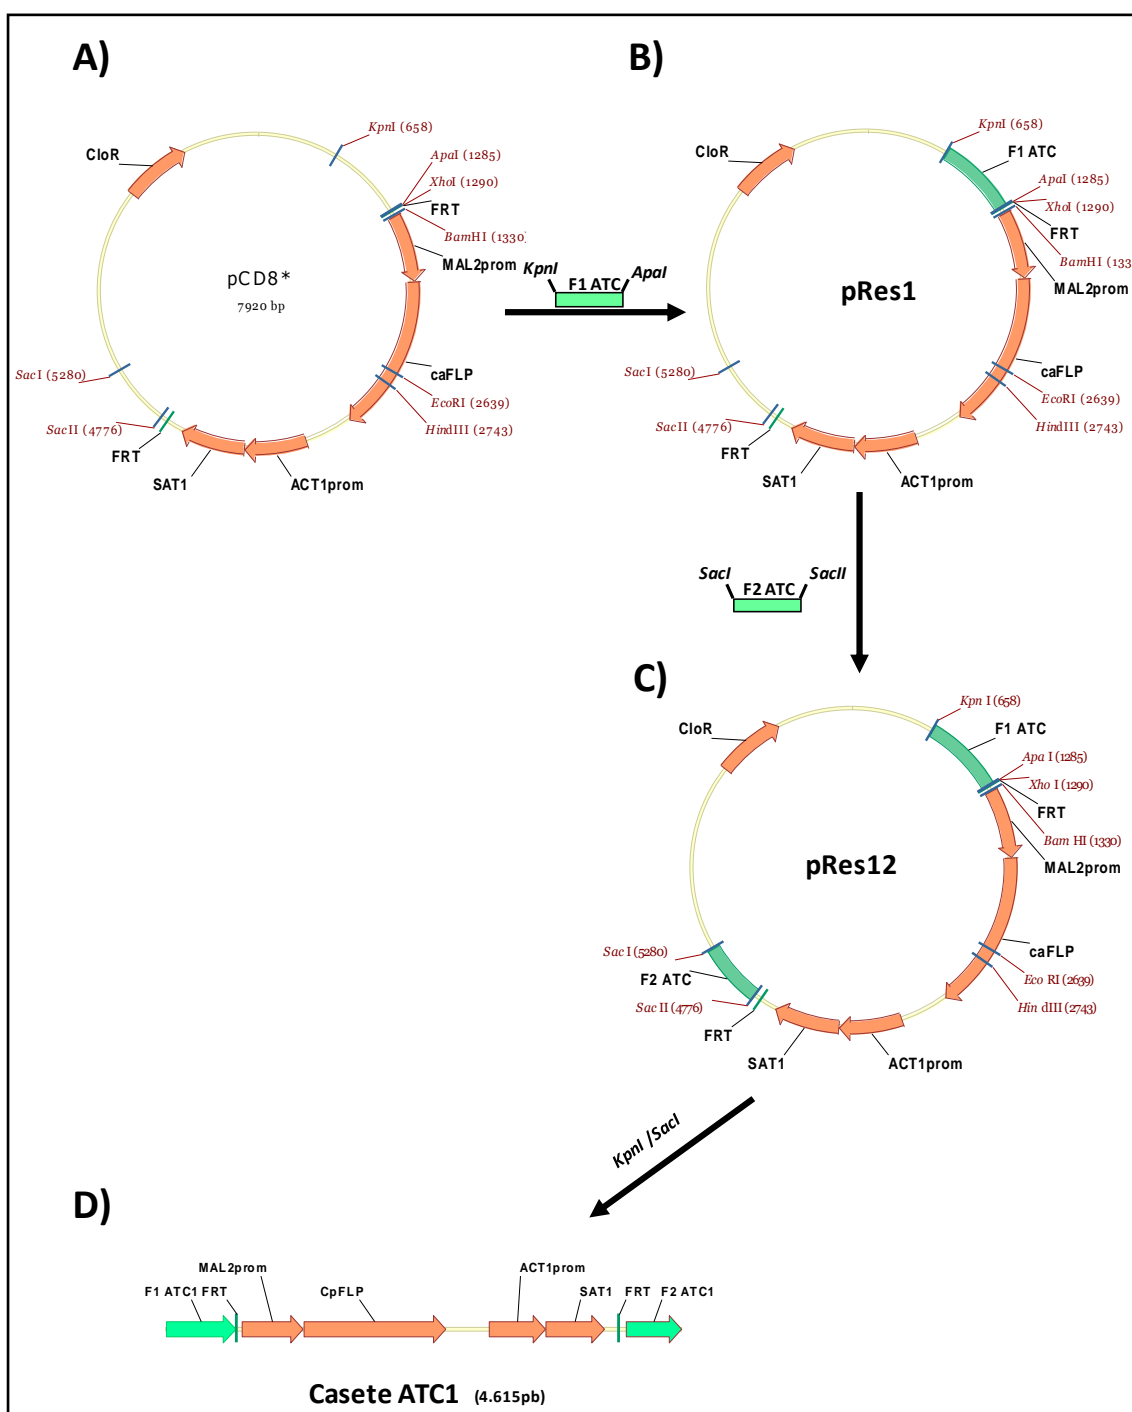 A)
KpnI (658)
CloR
ApaI (1285)
XhoI (1290)
FRT
BamHI (1330)
MAL2prom
pCD8*
7920 bp
SacI (5280)
caFLP
EcoRI (2639)
HindIII (2743)
SacII (4776)
FRT
SAT1
ACT1prom
KpnI
F1 ATC
ApaI
B)
KpnI (658)
F1 ATC
CloR
ApaI (1285)
XhoI (1290)
FRT
BamHI (133
MAL2prom
pRes1
SacI (5280)
caFLP
EcoRI (2639)
HindIII (2743)
SacII (4776)
FRT
SAT1
ACT1prom
SacI
F2 ATC
SacII
C)
Kpn I (658)
F1 ATC
CloR
Apa I (1285)
Xho I (1290)
FRT
Bam HI (1330)
MAL2prom
pRes12
Sac I (5280)
F2 ATC
caFLP
Eco RI (2639)
Hin dIII (2743)
Sac II (4776)
FRT
SAT1
ACT1prom
KpnI /SacI
D)
MAL2prom
ACT1prom
F1 ATC1 FRT
CpFLP
SAT1
FRT
F2 ATC1
Casete ATC1 (4.615pb)